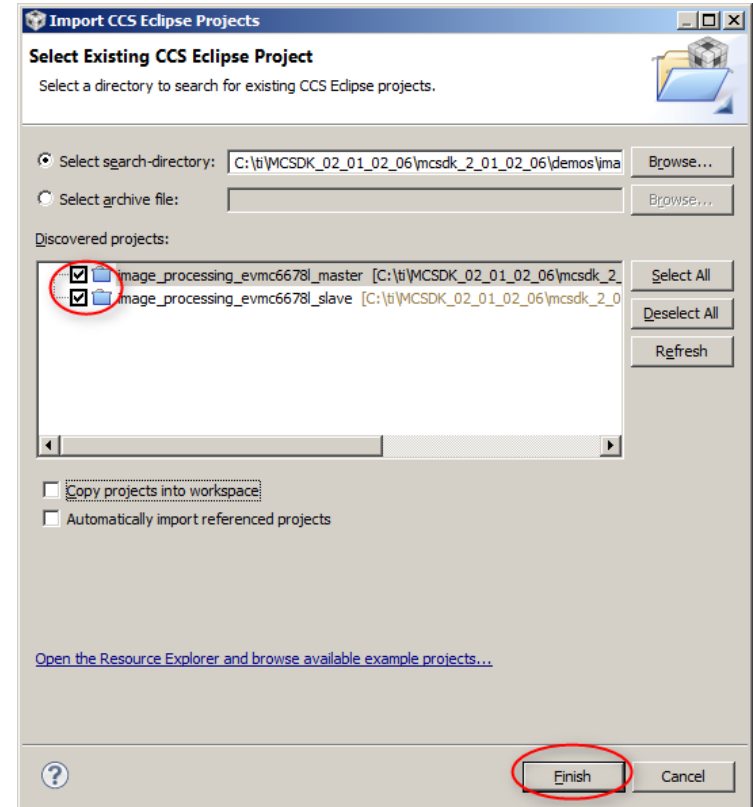 Import CCS Eclipse Projects
Select Existing CCS Eclipse Project
Select a directory to search for existing CCS Eclipse projects.
Select search-directory: C:\ti\MCSDK_02_01_02_06\mcsdk_2_01_02_06\demos\ima Browse...
Select archive file: Browse...
Discovered projects:
image_processing_evmc6678l_master [C:\ti\MCSDK_02_01_02_06\mcsdk_2_ Select All
image_processing_evmc6678l_slave [C:\ti\MCSDK_02_01_02_06\mcsdk_2_0
Deselect All
Refresh
Copy projects into workspace
Automatically import referenced projects
Open the Resource Explorer and browse available example projects...
? Finish Cancel